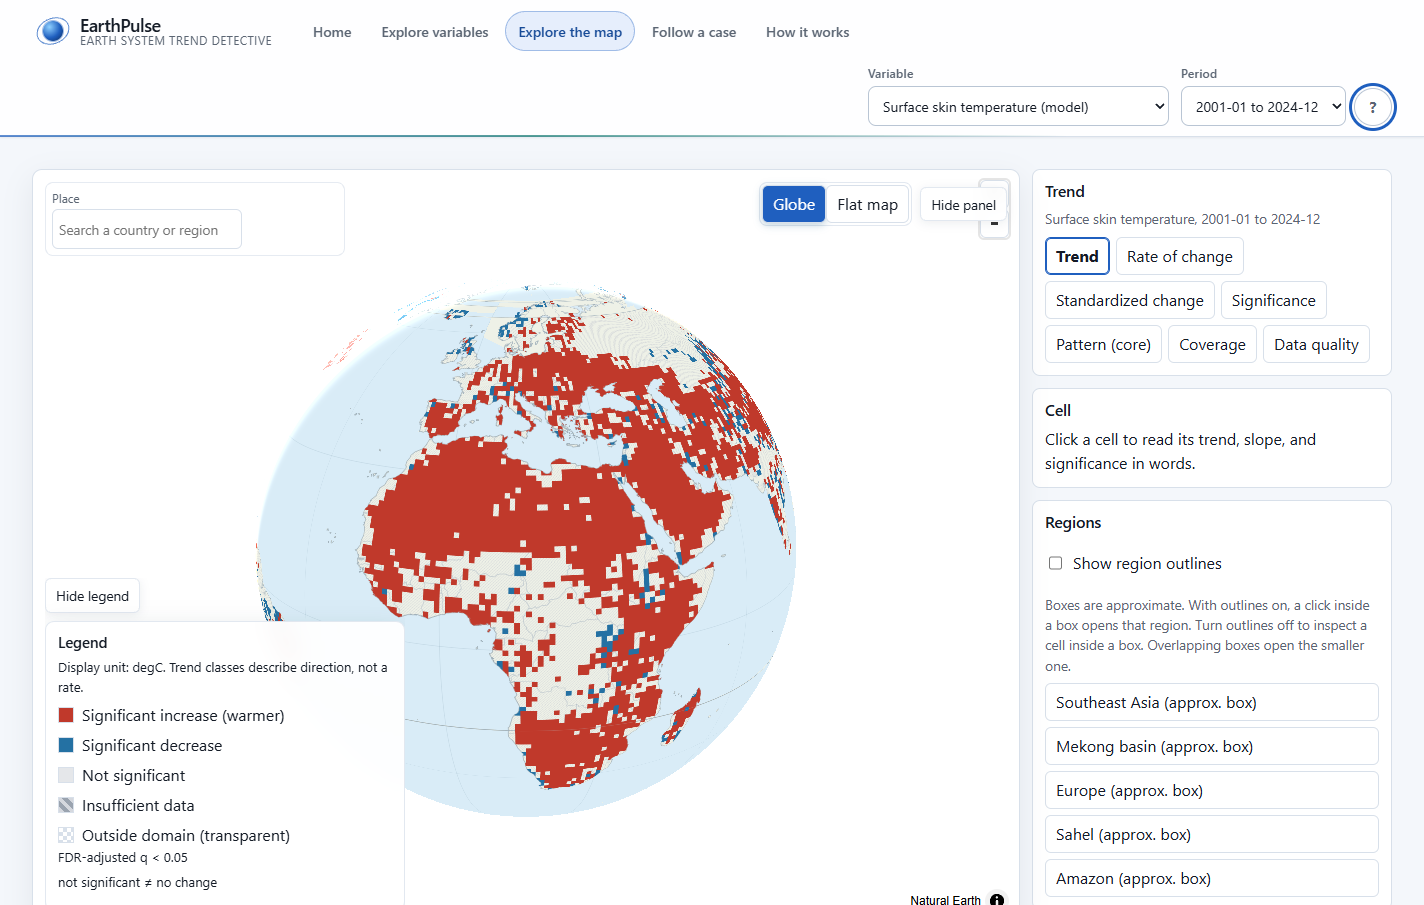 EarthPulse
EARTH SYSTEM TREND DETECTIVE
Home
Explore variables
Explore the map
Follow a case
How it works
Variable
Surface skin temperature (model)
Period
2001-01 to 2024-12
?
Place
Search a country or region
Globe
Flat map
Hide panel
Hide legend
Legend
Display unit: degC. Trend classes describe direction, not a
rate.
Significant increase (warmer)
Significant decrease
Not significant
Insufficient data
Outside domain (transparent)
FDR-adjusted q < 0.05
not significant ≠ no change
Natural Earth
Trend
Surface skin temperature, 2001-01 to 2024-12
Trend
Rate of change
Standardized change
Significance
Pattern (core)
Coverage
Data quality
Cell
Click a cell to read its trend, slope, and
significance in words.
Regions
Show region outlines
Boxes are approximate. With outlines on, a click inside
a box opens that region. Turn outlines off to inspect a
cell inside a box. Overlapping boxes open the smaller
one.
Southeast Asia (approx. box)
Mekong basin (approx. box)
Europe (approx. box)
Sahel (approx. box)
Amazon (approx. box)